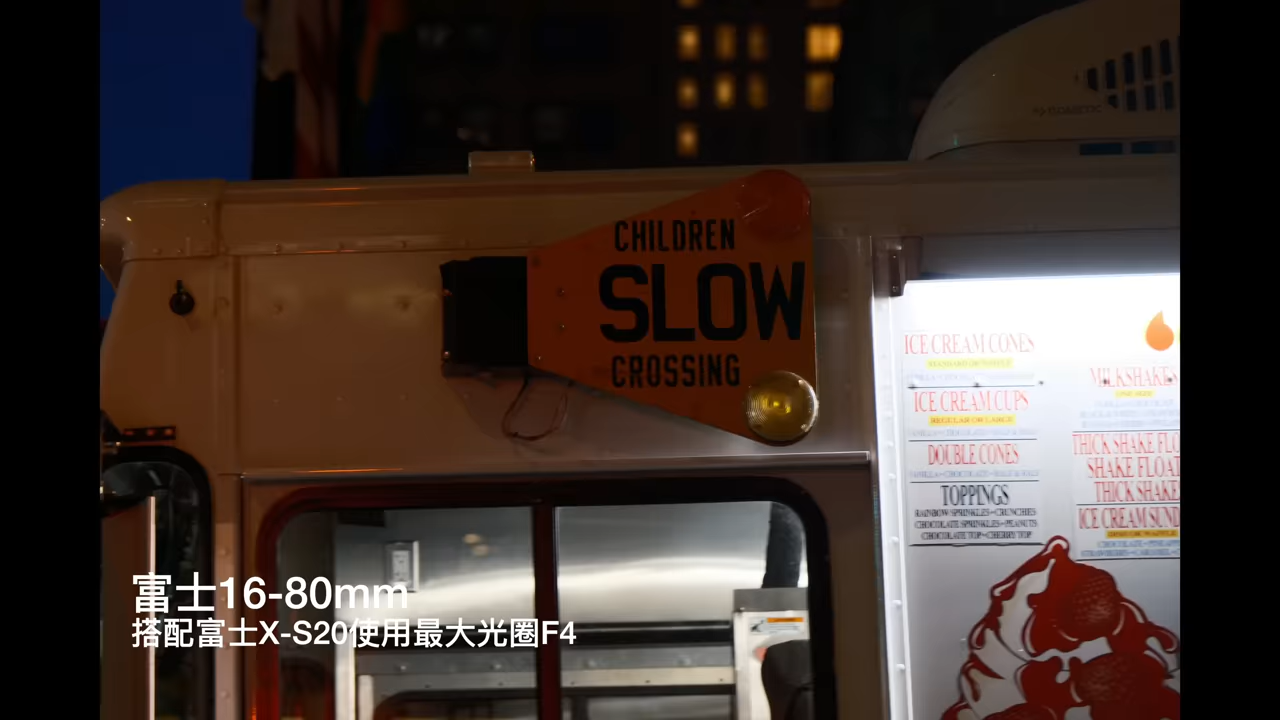 CHILDREN
SLOW
CROSSING
ICE CREAM CONES
ICE CREAM CUPS
REGULAR OR LARGE
DOUBLE CONES
TOPPINGS
RAINBOW SPRINKLES - CRUNCHIES
CHOCOLATE SPRINKLES - PEANUTS
CHOCOLATE TOP - CHERRY TOP
MILKSHAKES
THICK SHAKE FLO
SHAKE FLOAT
THICK SHAKE
ICE CREAM SUND
富士16-80mm
搭配富士X-S20使用最大光圈F4